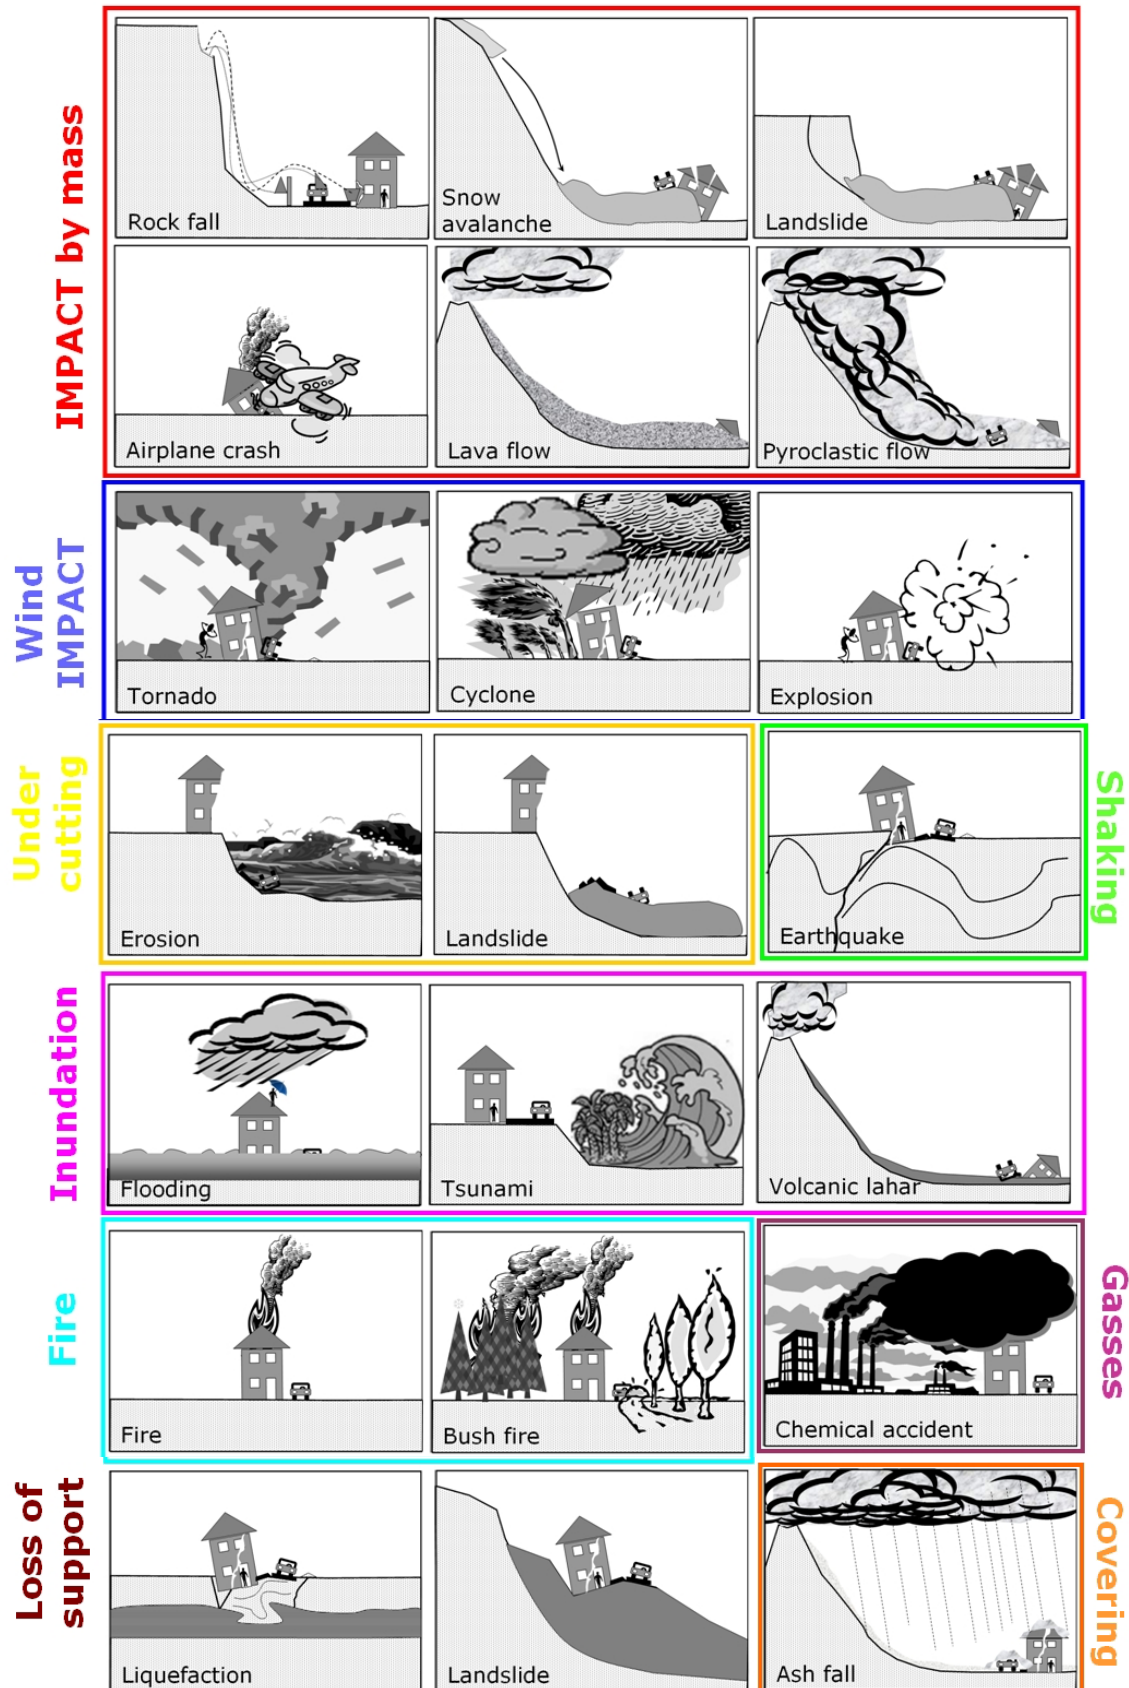 IMPACT by mass
Rock fall
Snow
avalanche
Landslide
Airplane crash
Lava flow
Pyroclastic flow
Wind
IMPACT
Tornado
Cyclone
Explosion
Under
cutting
Erosion
Landslide
Shaking
Earthquake
Inundation
Flooding
Tsunami
Volcanic lahar
Fire
Fire
Bush fire
Gasses
Chemical accident
Loss of
support
Liquefaction
Landslide
Covering
Ash fall